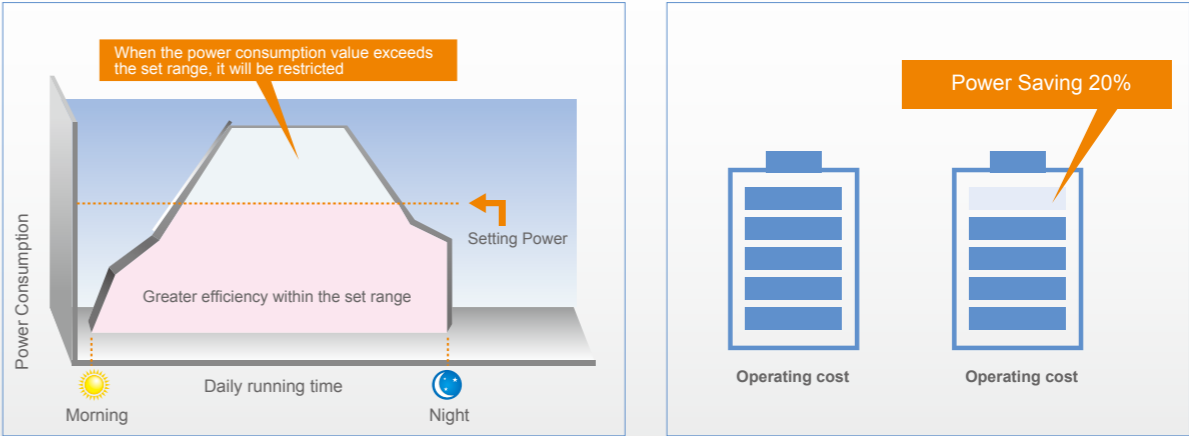 When the power consumption value exceeds
the set range, it will be restricted
Power Consumption
Setting Power
Greater efficiency within the set range
Daily running time
Morning
Night
Power Saving 20%
Operating cost
Operating cost